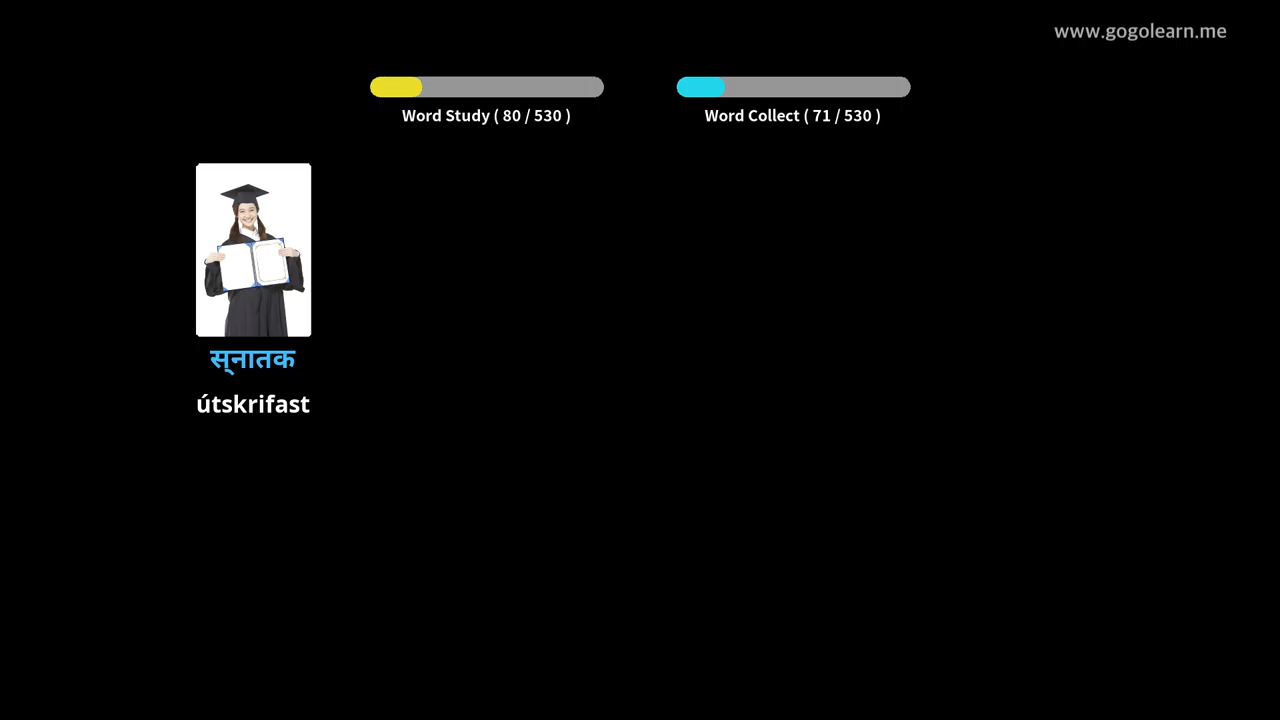 www.gogolearn.me
Word Study ( 80 / 530 )
Word Collect ( 71 / 530 )
स्नातक
útskrifast